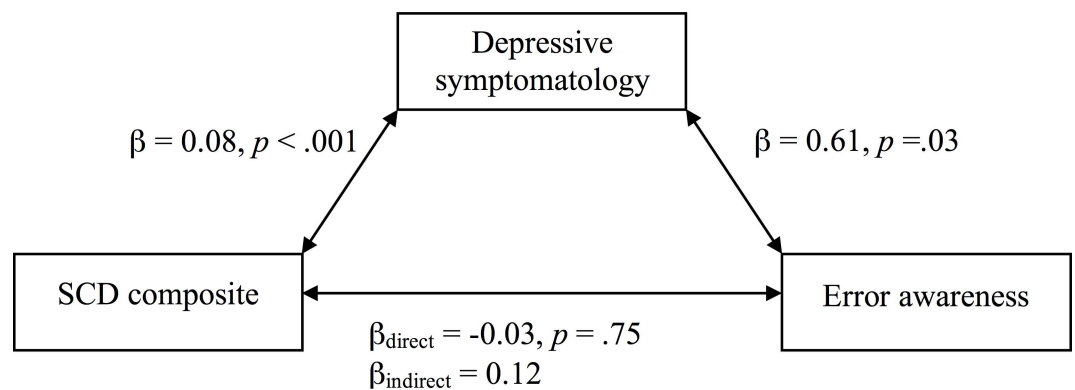 Depressive
symptomatology
β = 0.08, p < .001
β = 0.61, p =.03
SCD composite
Error awareness
βdirect = -0.03, p = .75
βindirect = 0.12